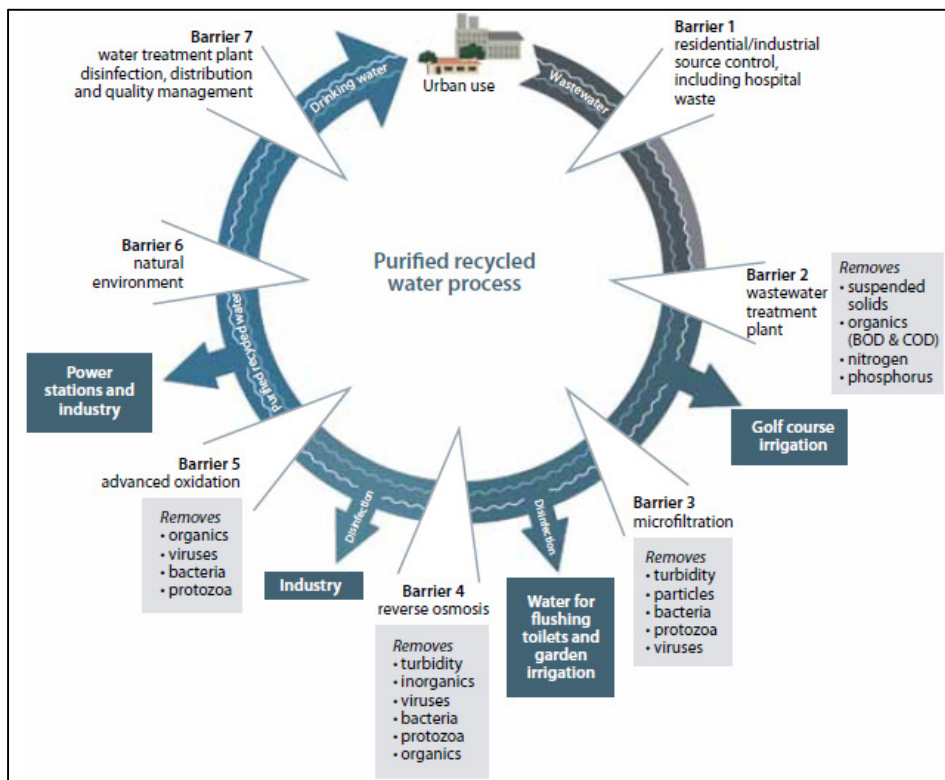 Barrier 7
water treatment plant
disinfection, distribution
and quality management
Drinking water
Urban use
Wastewater
Barrier 1
residential/industrial
source control,
including hospital
waste
Purified recycled
water process
Barrier 2
wastewater
treatment
plant
Removes
• suspended
solids
• organics
(BOD & COD)
• nitrogen
• phosphorus
Golf course
irrigation
Barrier 3
microfiltration
Removes
• turbidity
• particles
• bacteria
• protozoa
• viruses
Disinfection
Water for
flushing
toilets and
garden
irrigation
Barrier 4
reverse osmosis
Removes
• turbidity
• inorganics
• viruses
• bacteria
• protozoa
• organics
Disinfection
Industry
Barrier 5
advanced oxidation
Removes
• organics
• viruses
• bacteria
• protozoa
Purified recycled water
Power
stations and
industry
Barrier 6
natural
environment